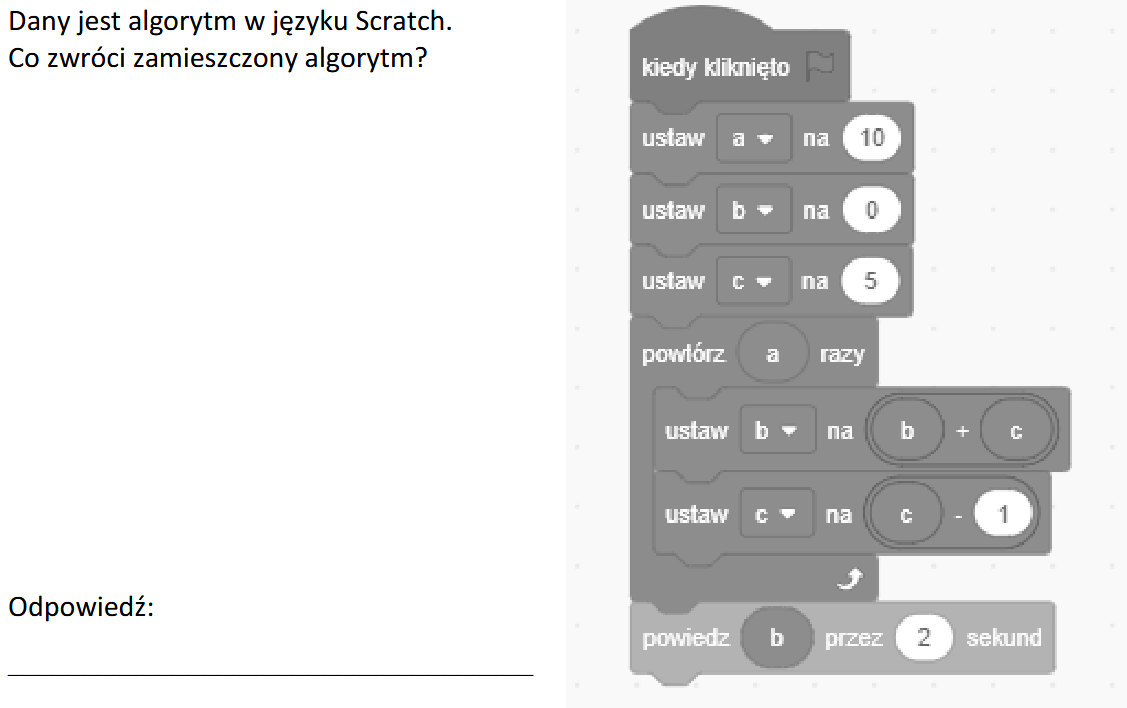 Dany jest algorytm w języku Scratch.
Co zwróci zamieszczony algorytm?
kiedy kliknięto
ustaw a na 10
ustaw b na 0
ustaw c na 5
powtórz a razy
ustaw b na b + c
ustaw c na c - 1
powiedz b przez 2 sekund
Odpowiedź: